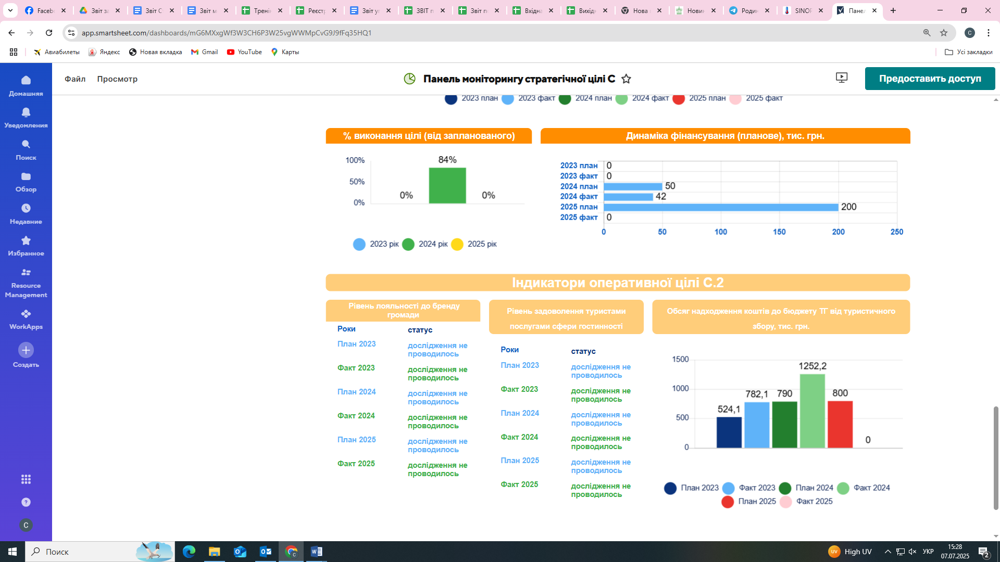 Facebo
Звіт за
Звіт С
Звіт м
Тренін
Реєстр
Звіт уп
ЗВІТ п
Звіт по
Вхідна
Вихідн
Нова
Новин
Родин
SINOP
Панел
app.smartsheet.com/dashboards/mG6MXxgWf3W3CH6P3W25vgWWMpCvG9J9fFq35HQ1
C
Авиабилеты
Яндекс
Новая вкладка
Gmail
YouTube
Карты
Усі закладки
Файл
Просмотр
Панель моніторингу стратегічної цілі С
Предоставить доступ
Домашняя
Уведомления
Поиск
Обзор
Недавние
Избранное
Resource
Management
WorkApps
Создать
C
2023 план 2023 факт 2024 план 2024 факт 2025 план 2025 факт
% виконання цілі (від запланованого)
100%
50%
0%
0%
84%
0%
2023 рік 2024 рік 2025 рік
Динаміка фінансування (планове), тис. грн.
2023 план 0
2023 факт 0
2024 план 50
2024 факт 42
2025 план 200
2025 факт 0
0 50 100 150 200 250
Індикатори оперативної цілі С.2
Рівень лояльності до бренду
громади
Роки статус
План 2023 дослідження не
проводилось
Факт 2023 дослідження не
проводилось
План 2024 дослідження не
проводилось
Факт 2024 дослідження не
проводилось
План 2025 дослідження не
проводилось
Факт 2025 дослідження не
проводилось
Рівень задоволення туристами
послугами сфери гостинності
Роки статус
План 2023 дослідження не
проводилось
Факт 2023 дослідження не
проводилось
План 2024 дослідження не
проводилось
Факт 2024 дослідження не
проводилось
План 2025 дослідження не
проводилось
Факт 2025 дослідження не
проводилось
Обсяг надходження коштів до бюджету ТГ від туристичного
збору, тис. грн.
1500
1000
500
0
524,1
782,1
790
1252,2
800
0
План 2023 Факт 2023 План 2024 Факт 2024
План 2025 Факт 2025
Поиск
UV
High UV
УКР
15:28
07.07.2025
2